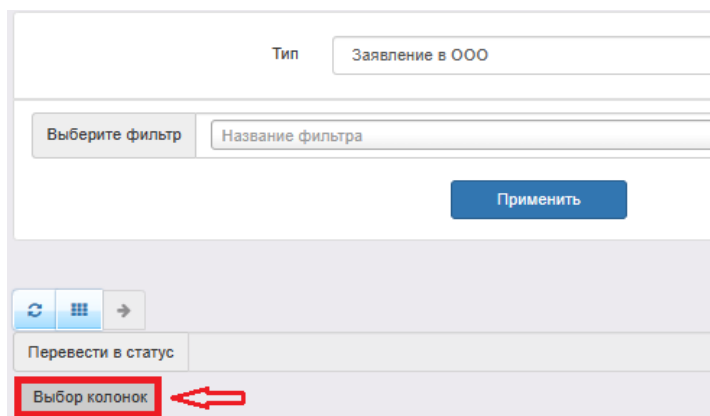 Тип Заявление в ООО
Выберите фильтр Название фильтра
Применить
Перевести в статус
Выбор колонок